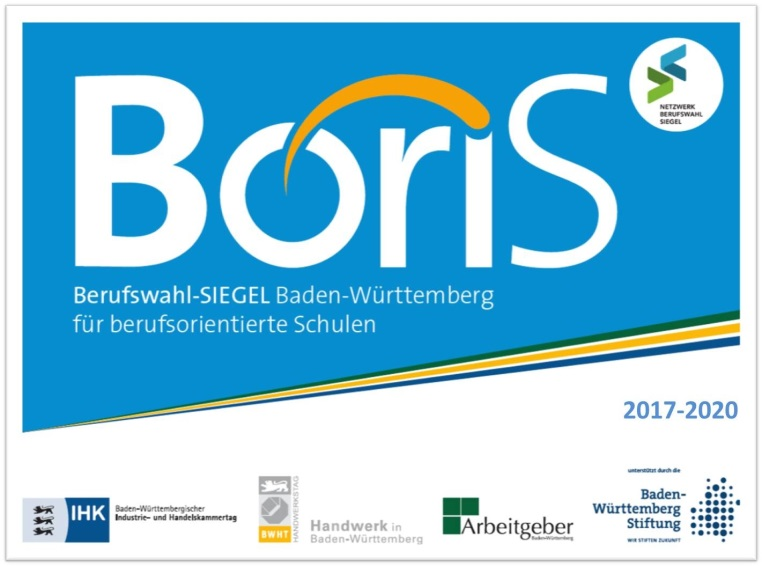 BoriS
NETZWERK
BERUFSWAHL
SIEGEL
Berufswahl-SIEGEL Baden-Württemberg
für berufsorientierte Schulen
2017-2020
IHK
Baden-Württembergischer
Industrie- und Handelskammertag
BWHT
HANDWERKSTAG
Handwerk in
Baden-Württemberg
Arbeitgeber
Baden-Württemberg
unterstützt durch die
Baden-
Württemberg
Stiftung
WIR STIFTEN ZUKUNFT